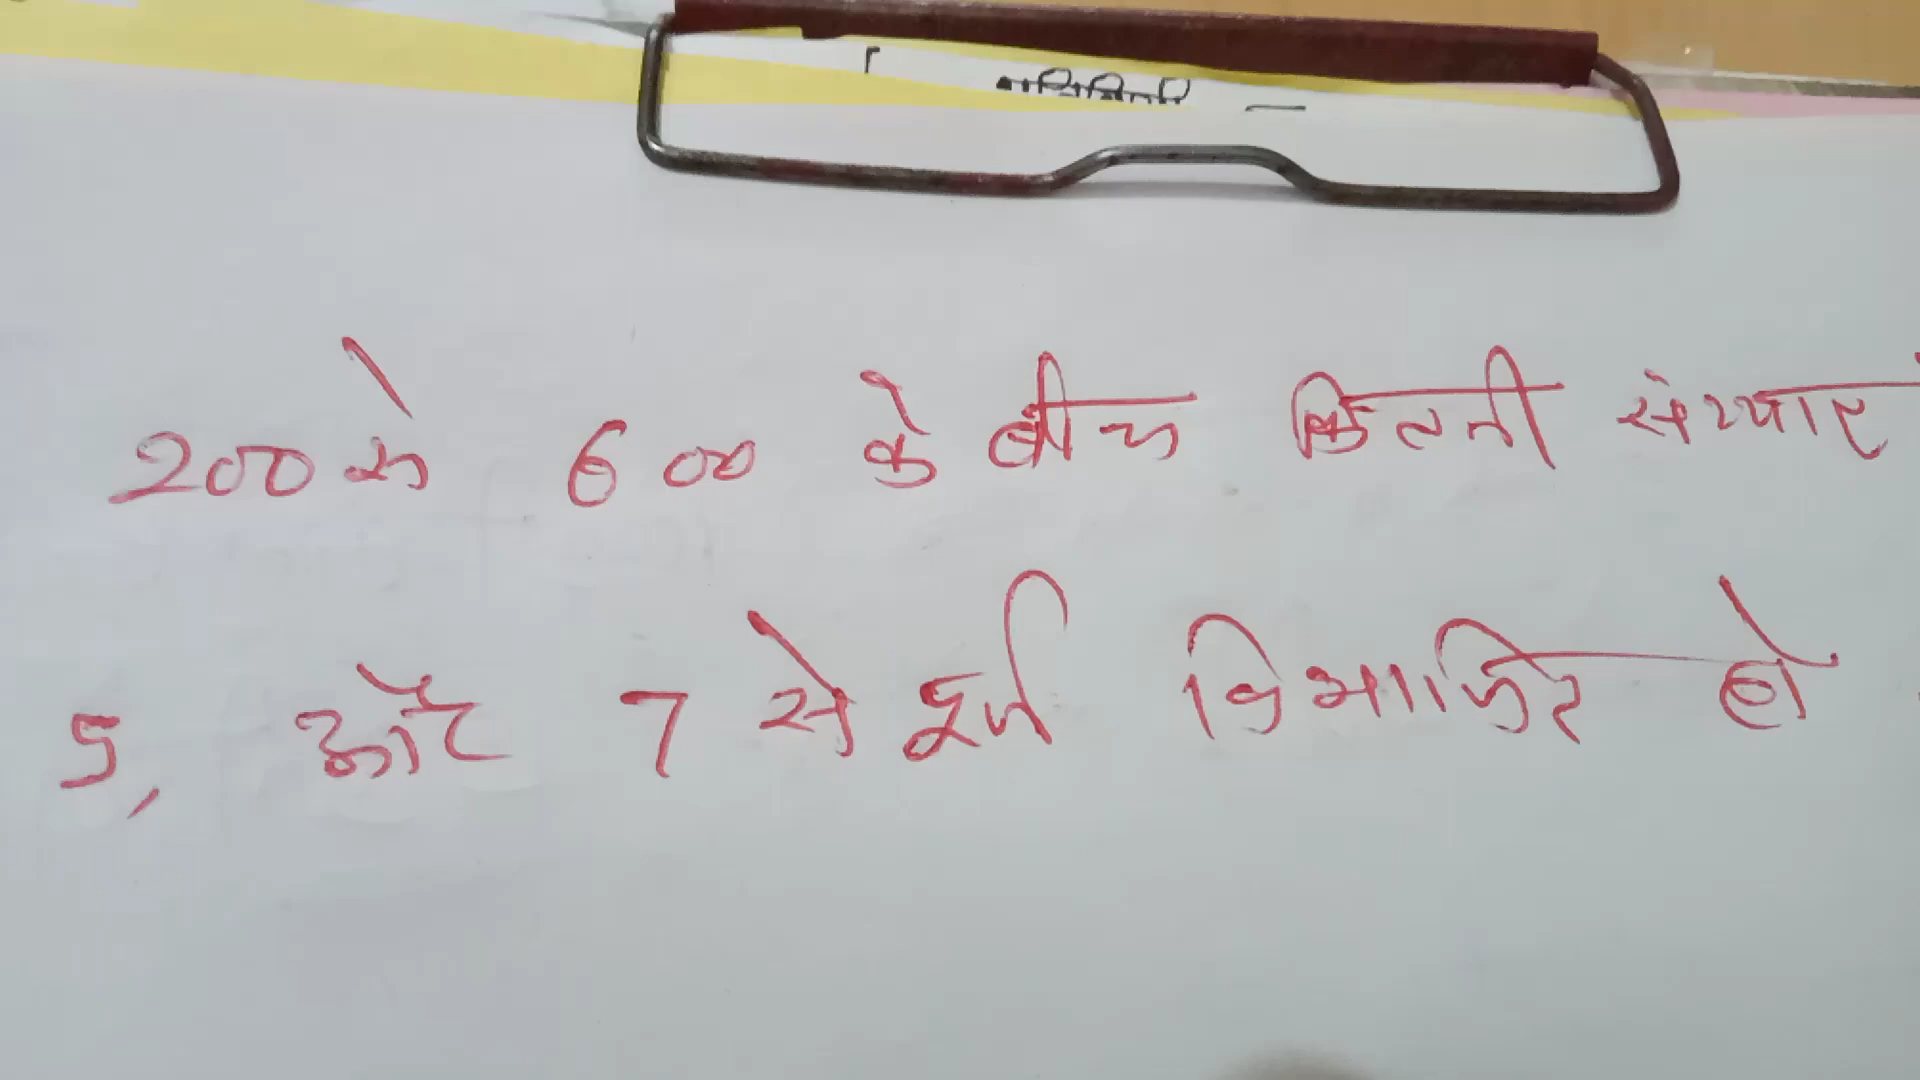 200 से 600 के बीच कितनी संख्याए
5, और 7 से पूर्ण विभाजित हो